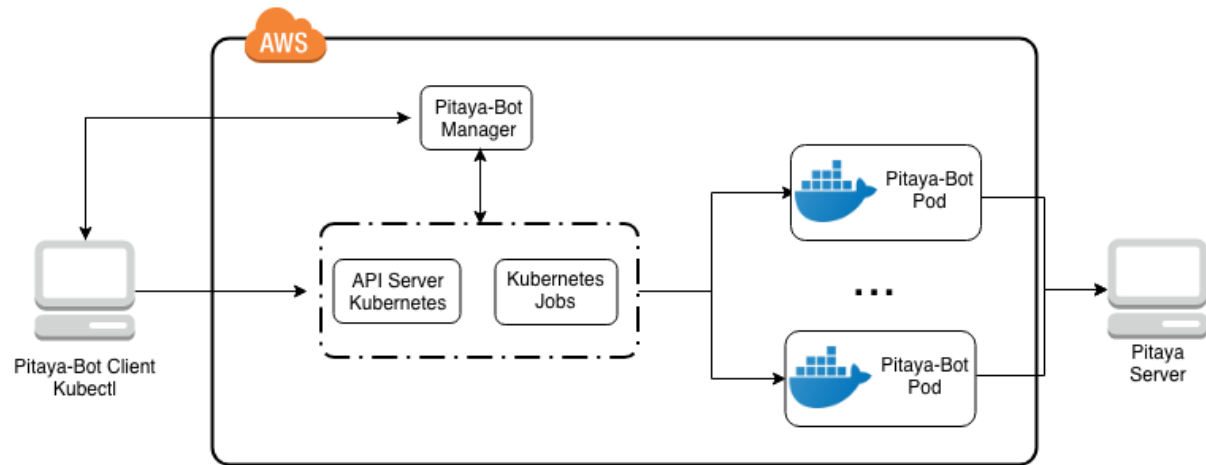 AWS
Pitaya-Bot
Manager
Pitaya-Bot
Pod
API Server
Kubernetes
Kubernetes
Jobs
...
Pitaya-Bot Client
Kubectl
Pitaya-Bot
Pod
Pitaya
Server